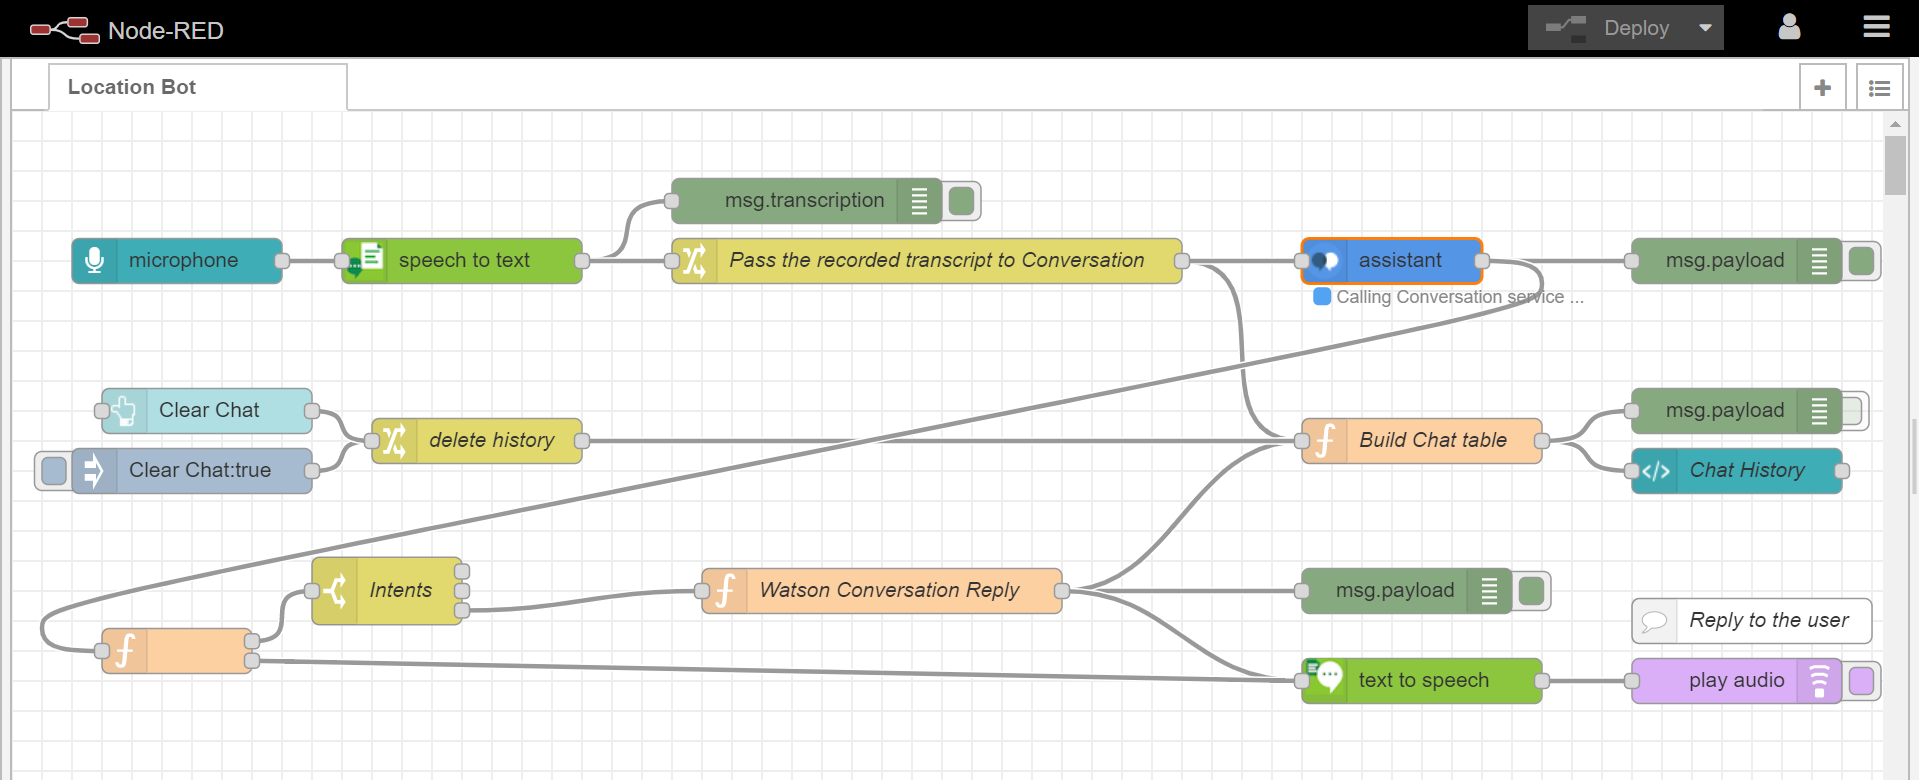 Node-RED
Deploy
Location Bot
msg.transcription
microphone
speech to text
Pass the recorded transcript to Conversation
assistant
msg.payload
Calling Conversation service ...
Clear Chat
msg.payload
delete history
Build Chat table
Clear Chat:true
Chat History
Intents
Watson Conversation Reply
msg.payload
Reply to the user
text to speech
play audio